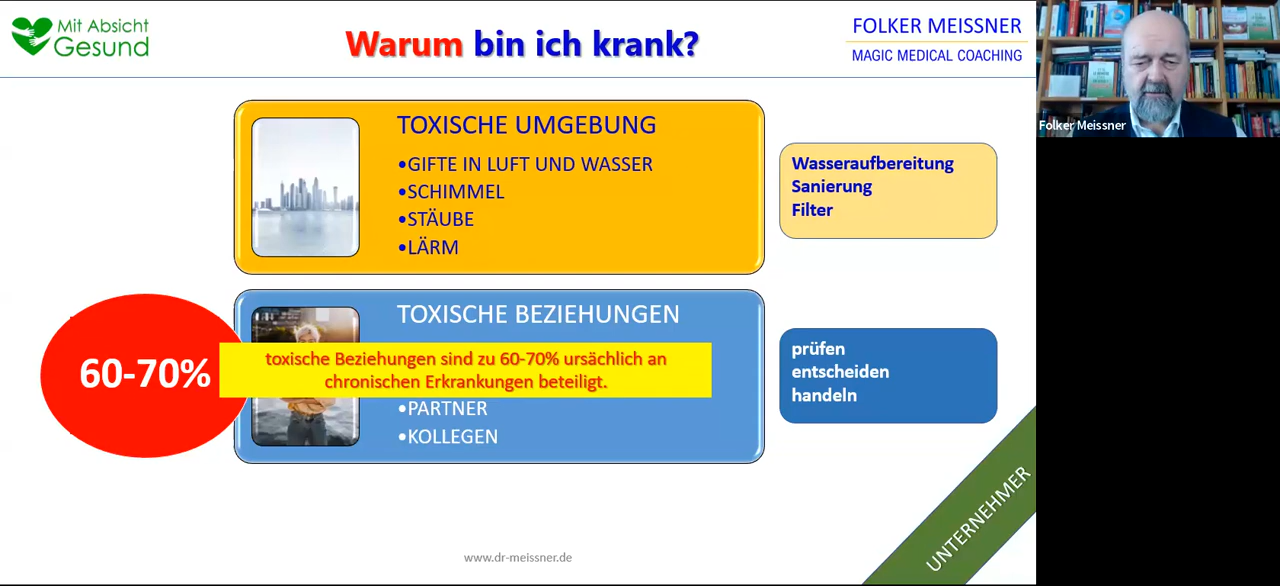 Mit Absicht
Gesund
Warum bin ich krank?
FOLKER MEISSNER
MAGIC MEDICAL COACHING
Folker Meissner
TOXISCHE UMGEBUNG
•GIFTE IN LUFT UND WASSER
•SCHIMMEL
•STÄUBE
•LÄRM
Wasseraufbereitung
Sanierung
Filter
TOXISCHE BEZIEHUNGEN
60-70%
toxische Beziehungen sind zu 60-70% ursächlich an
chronischen Erkrankungen beteiligt.
•PARTNER
•KOLLEGEN
prüfen
entscheiden
handeln
UNTERNEHMER
www.dr-meissner.de